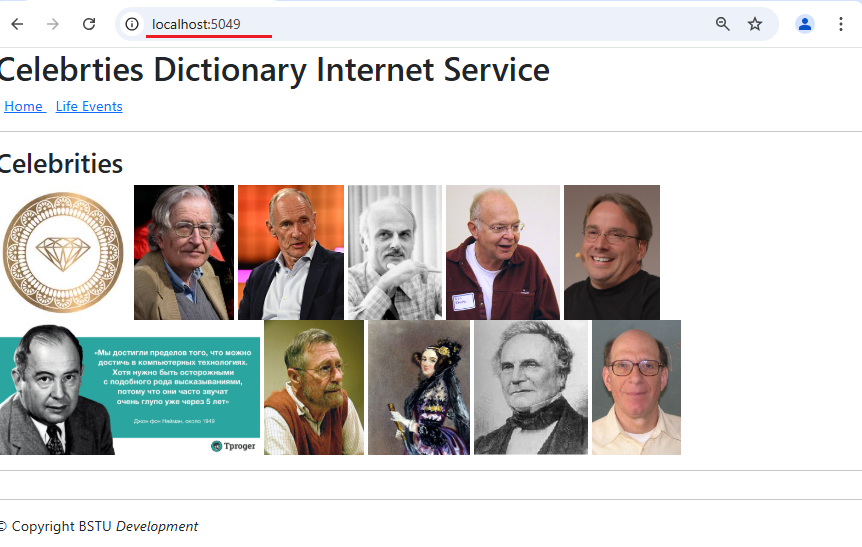 localhost:5049
Celebrties Dictionary Internet Service
Home Life Events
Celebrities
«Мы достигли пределов того, что можно
достичь в компьютерных технологиях.
Хотя нужно быть осторожными
с подобного рода высказываниями,
потому что они часто звучат
очень глупо уже через 5 лет»
Джон фон Нейман, около 1949
Tproger
© Copyright BSTU Development